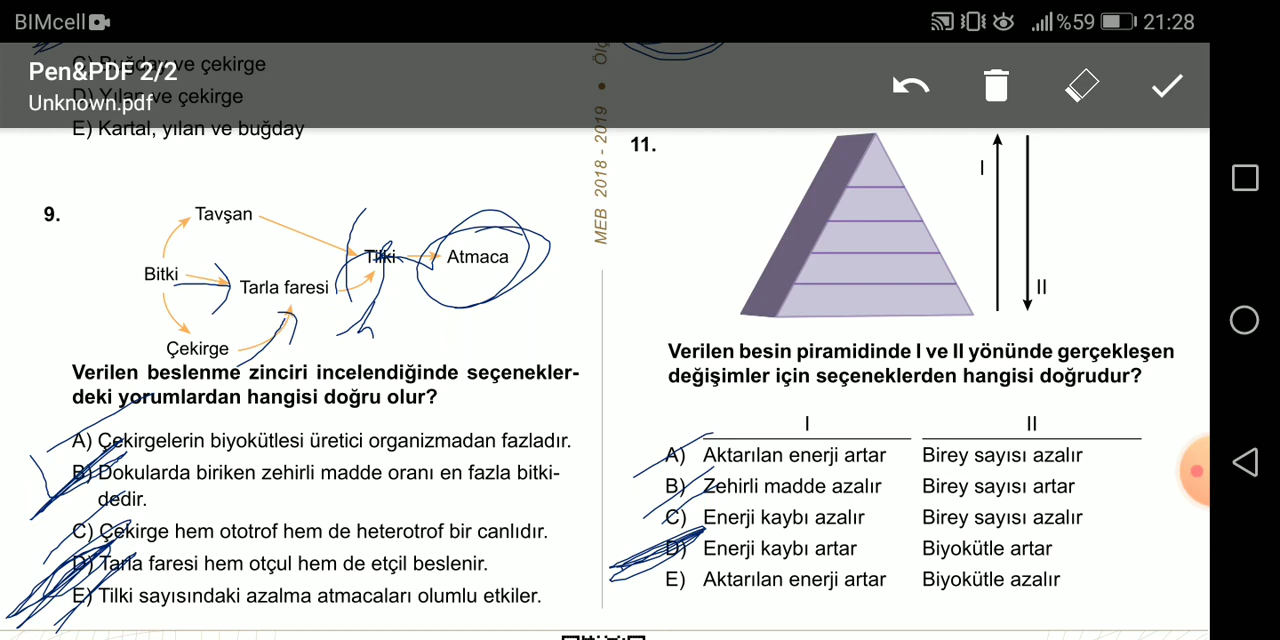 BIMcell
%59 21:28
C) Buğday ve çekirge
Pen&PDF 2/2
D) Yılan ve çekirge
Unknown.pdf
E) Kartal, yılan ve buğday
9.
Tavşan
Bitki
Tarla faresi
Tilki
Atmaca
Çekirge
Verilen beslenme zinciri incelendiğinde seçenekler-
deki yorumlardan hangisi doğru olur?
A) Çekirgelerin biyokütlesi üretici organizmadan fazladır.
B) Dokularda biriken zehirli madde oranı en fazla bitki-
dedir.
C) Çekirge hem ototrof hem de heterotrof bir canlıdır.
D) Tarla faresi hem otçul hem de etçil beslenir.
E) Tilki sayısındaki azalma atmacaları olumlu etkiler.
MEB 2018 - 2019 • Ölç
11.
I
II
Verilen besin piramidinde I ve II yönünde gerçekleşen
değişimler için seçeneklerden hangisi doğrudur?
I II
A) Aktarılan enerji artar Birey sayısı azalır
B) Zehirli madde azalır Birey sayısı artar
C) Enerji kaybı azalır Birey sayısı azalır
D) Enerji kaybı artar Biyokütle artar
E) Aktarılan enerji artar Biyokütle azalır